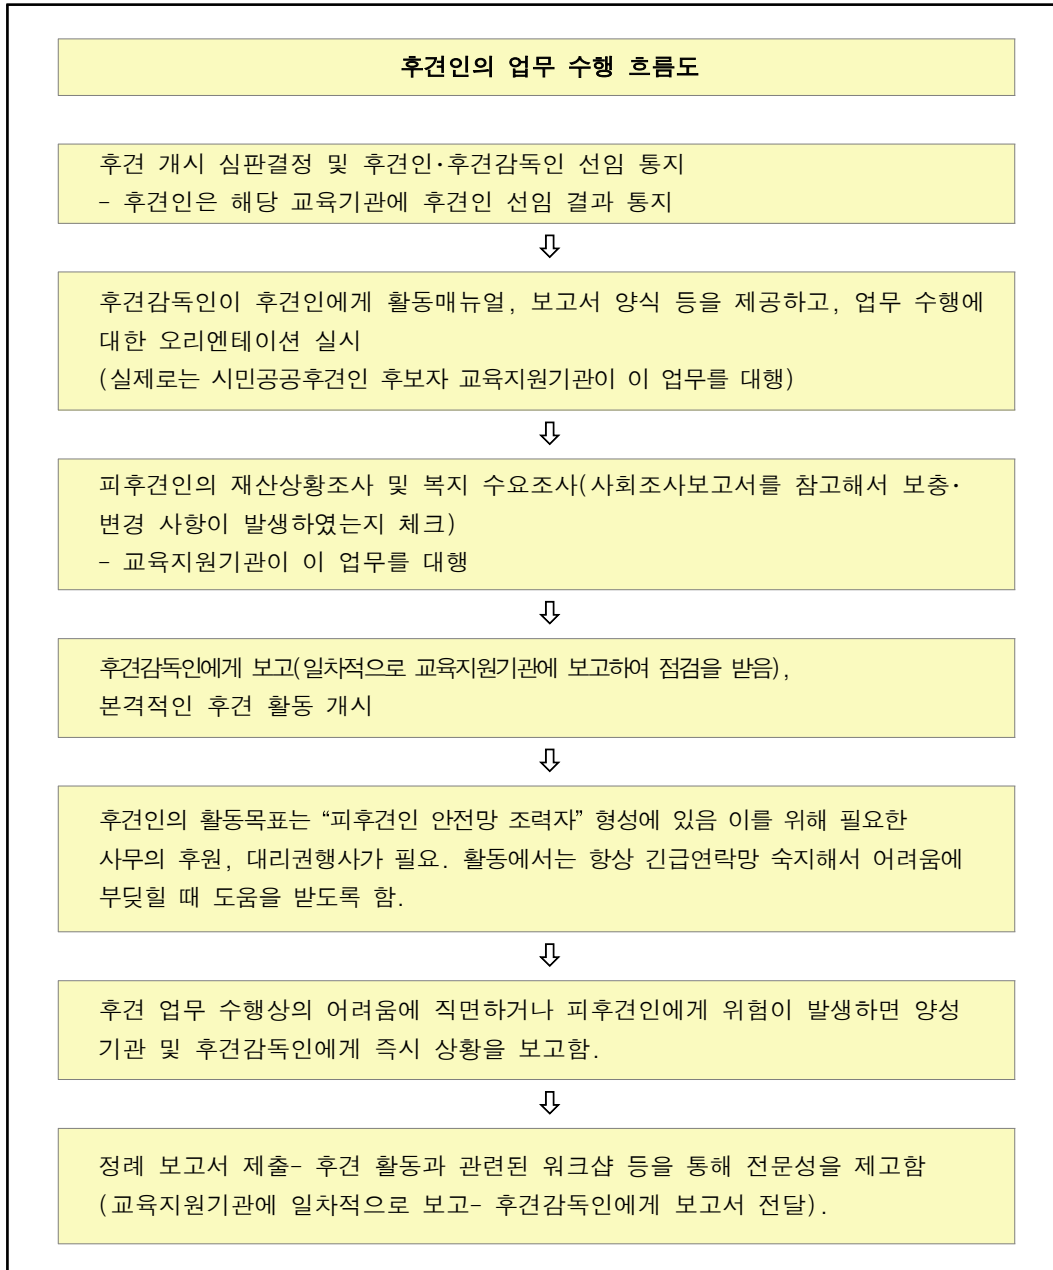 후견인의 업무 수행 흐름도
후견 개시 심판결정 및 후견인·후견감독인 선임 통지
- 후견인은 해당 교육기관에 후견인 선임 결과 통지
⇩
후견감독인이 후견인에게 활동매뉴얼, 보고서 양식 등을 제공하고, 업무 수행에
대한 오리엔테이션 실시
(실제로는 시민공공후견인 후보자 교육지원기관이 이 업무를 대행)
⇩
피후견인의 재산상황조사 및 복지 수요조사(사회조사보고서를 참고해서 보충·
변경 사항이 발생하였는지 체크)
- 교육지원기관이 이 업무를 대행
⇩
후견감독인에게 보고(일차적으로 교육지원기관에 보고하여 점검을 받음),
본격적인 후견 활동 개시
⇩
후견인의 활동목표는 “피후견인 안전망 조력자” 형성에 있음 이를 위해 필요한
사무의 후원, 대리권행사가 필요. 활동에서는 항상 긴급연락망 숙지해서 어려움에
부딪힐 때 도움을 받도록 함.
⇩
후견 업무 수행상의 어려움에 직면하거나 피후견인에게 위험이 발생하면 양성
기관 및 후견감독인에게 즉시 상황을 보고함.
⇩
정례 보고서 제출- 후견 활동과 관련된 워크샵 등을 통해 전문성을 제고함
(교육지원기관에 일차적으로 보고- 후견감독인에게 보고서 전달).